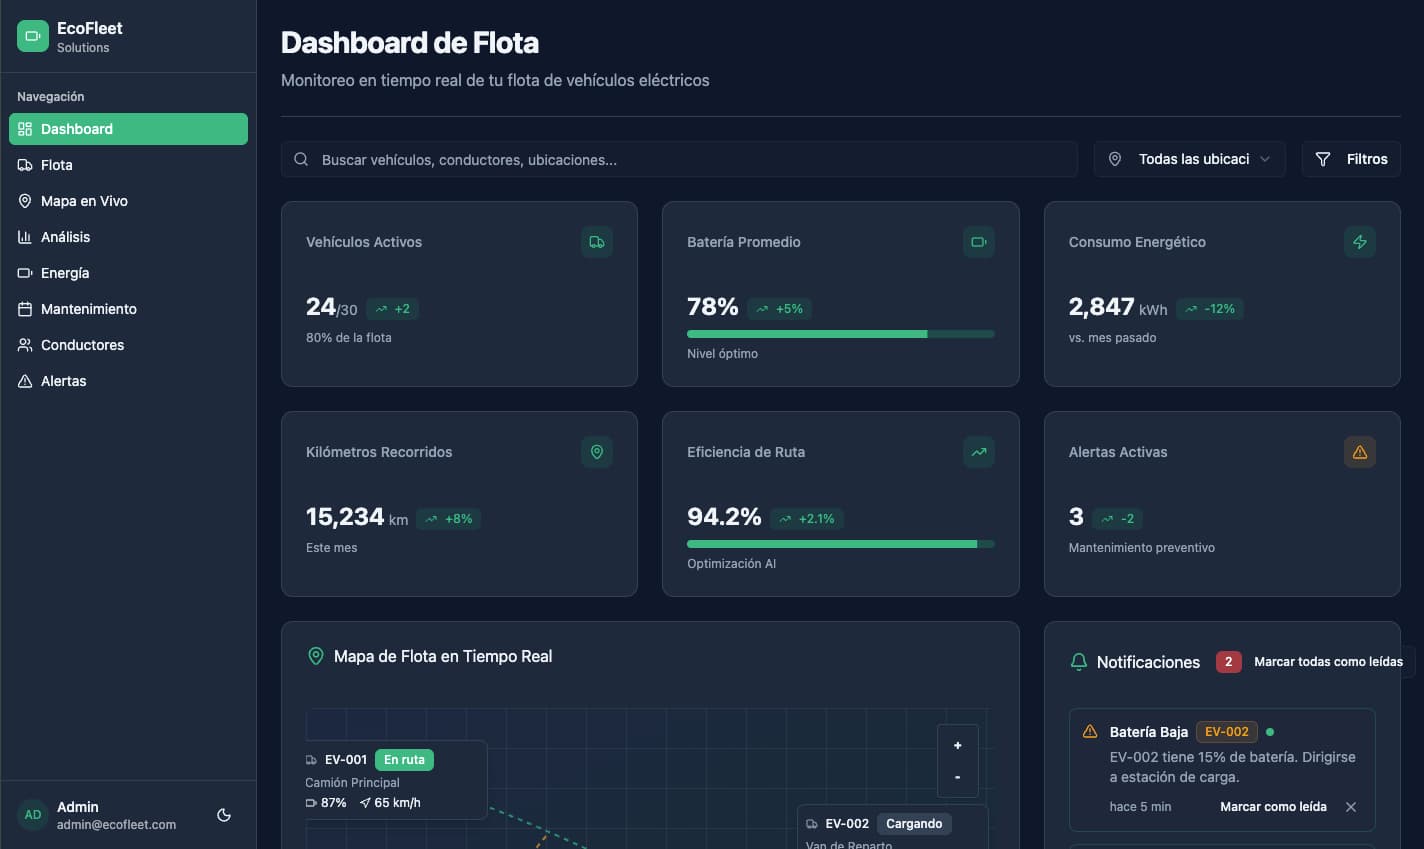 EcoFleet
Solutions
Navegación
Dashboard
Flota
Mapa en Vivo
Análisis
Energía
Mantenimiento
Conductores
Alertas
AD
Admin
admin@ecofleet.com
Dashboard de Flota
Monitoreo en tiempo real de tu flota de vehículos eléctricos
Buscar vehículos, conductores, ubicaciones...
Todas las ubicaci
Filtros
Vehículos Activos
24/30 +2
80% de la flota
Batería Promedio
78% +5%
Nivel óptimo
Consumo Energético
2,847 kWh -12%
vs. mes pasado
Kilómetros Recorridos
15,234 km +8%
Este mes
Eficiencia de Ruta
94.2% +2.1%
Optimización AI
Alertas Activas
3 -2
Mantenimiento preventivo
Mapa de Flota en Tiempo Real
EV-001 En ruta
Camión Principal
87% 65 km/h
+
-
EV-002 Cargando
Van de Reparto
Notificaciones 2 Marcar todas como leídas
Batería Baja EV-002
EV-002 tiene 15% de batería. Dirigirse
a estación de carga.
hace 5 min Marcar como leída